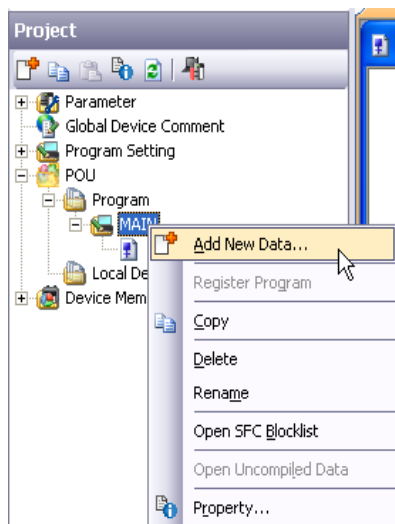 Project
Parameter
Global Device Comment
Program Setting
POU
Program
MAIN
Local De
Device Mem
Add New Data...
Register Program
Copy
Delete
Rename
Open SFC Blocklist
Open Uncompiled Data
Property...